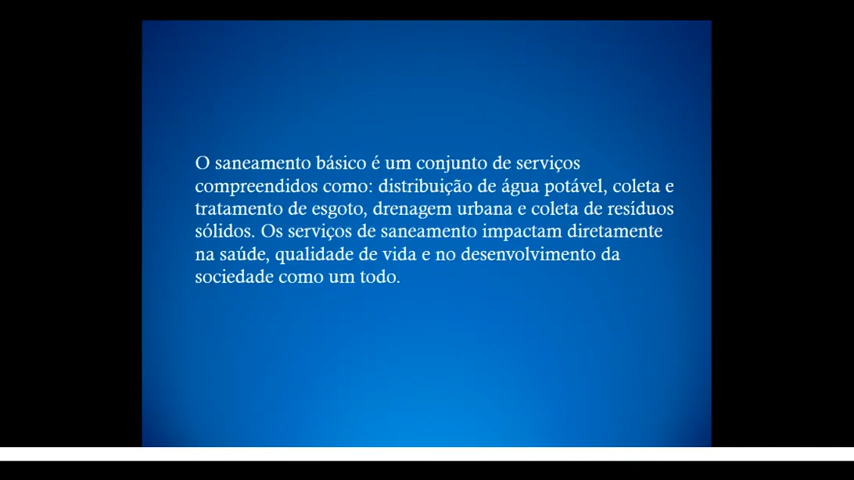 O saneamento básico é um conjunto de serviços
compreendidos como: distribuição de água potável, coleta e
tratamento de esgoto, drenagem urbana e coleta de resíduos
sólidos. Os serviços de saneamento impactam diretamente
na saúde, qualidade de vida e no desenvolvimento da
sociedade como um todo.